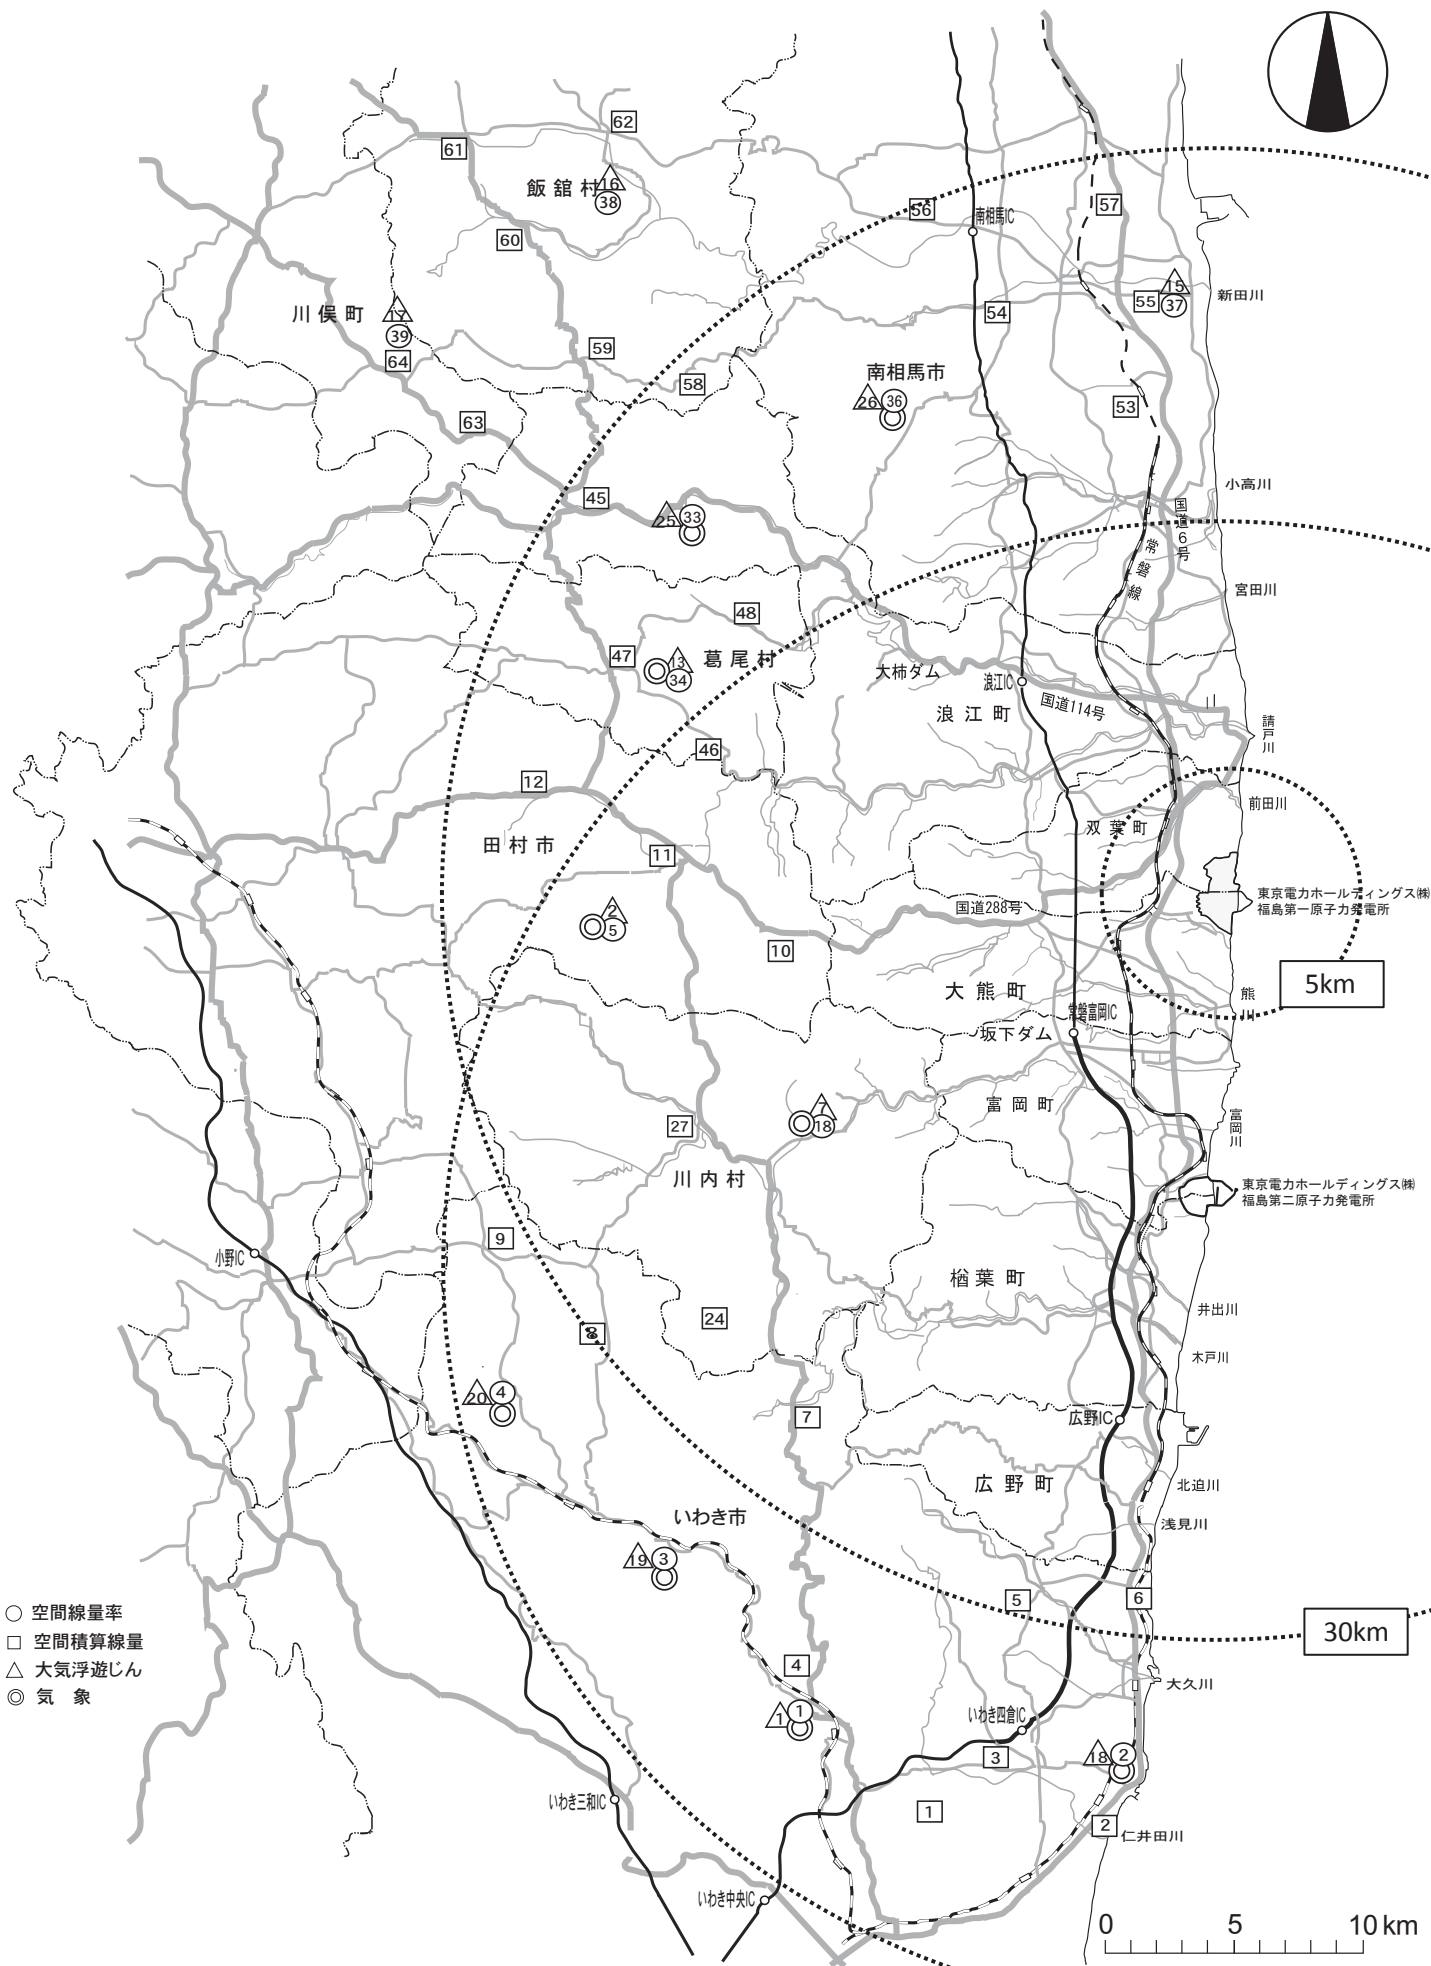 62
61
飯舘村
16
38
60
56
南相馬IC
57
15
55
37
新田川
54
川俣町
17
39
64
59
58
南相馬市
26
36
53
63
小高川
45
25
33
国道6号
常磐線
宮田川
48
47
13
34
葛尾村
大柿ダム
浪江IC
国道114号
浪江町
川
請戸川
46
12
前田川
双葉町
田村市
11
東京電力ホールディングス㈱
福島第一原子力発電所
国道288号
2
5
10
5km
大熊町
熊川
常磐富岡IC
坂下ダム
富岡町
7
18
27
富岡川
川内村
東京電力ホールディングス㈱
福島第二原子力発電所
9
小野IC
楢葉町
井出川
24
8
木戸川
20
4
7
広野IC
広野町
北迫川
いわき市
浅見川
19
3
5
6
○ 空間線量率
□ 空間積算線量
△ 大気浮遊じん
◎ 気 象
30km
4
大久川
1
1
いわき四倉IC
3
18
2
いわき三和IC
1
2
仁井田川
いわき中央IC
0 5 10km